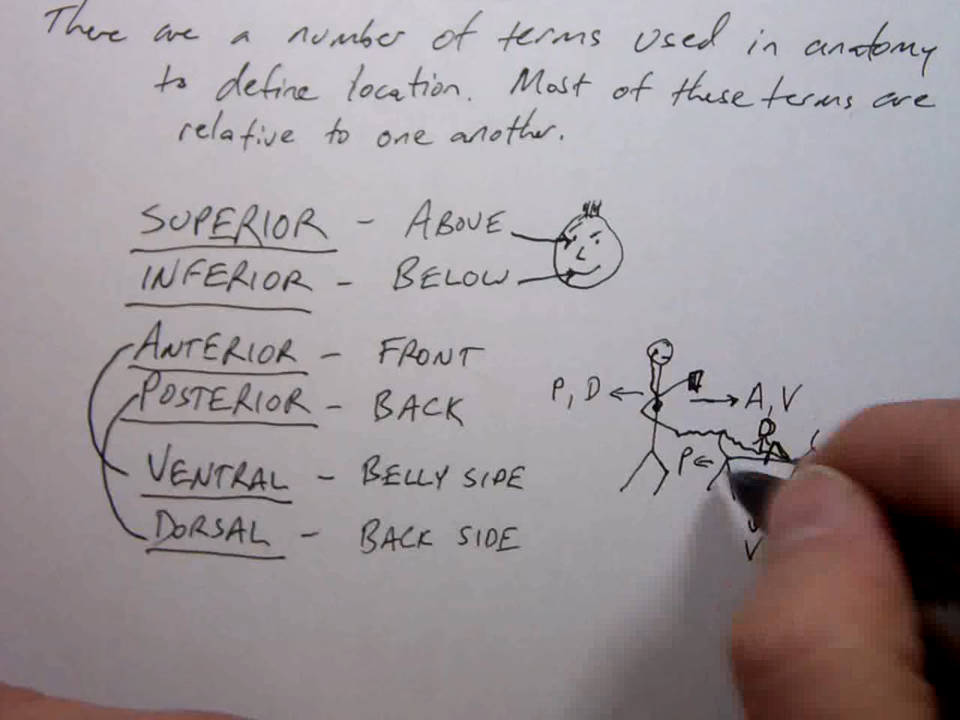 There are a number of terms used in anatomy
to define location. Most of these terms are
relative to one another.
SUPERIOR - ABOVE
INFERIOR - BELOW
ANTERIOR - FRONT
POSTERIOR - BACK
VENTRAL - BELLY SIDE
DORSAL - BACK SIDE
P, D ← → A, V
D
P ←
V